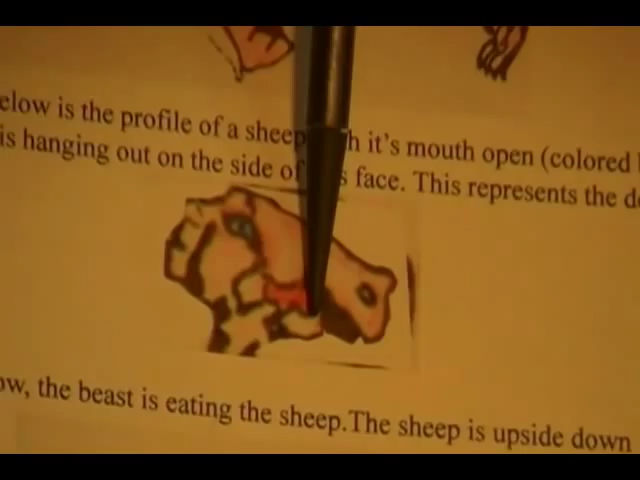 elow is the profile of a sheep h it's mouth open (colored
is hanging out on the side of s face. This represents the d
ow, the beast is eating the sheep.The sheep is upside down